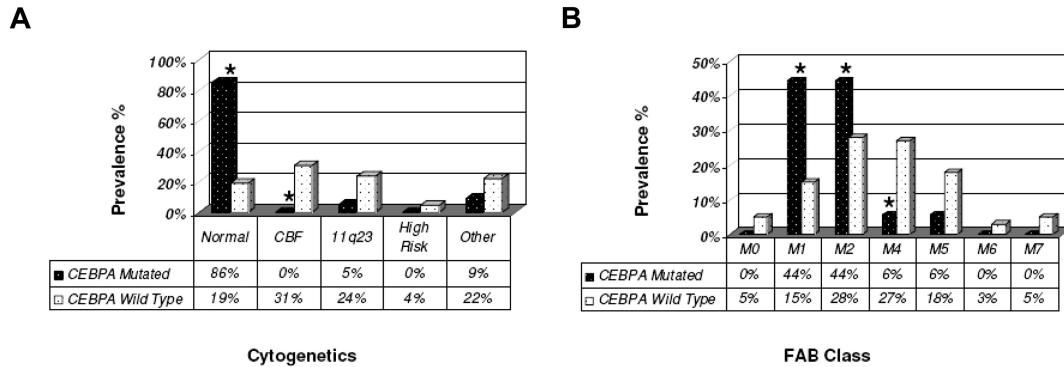 A
100%
80%
60%
40%
20%
0%
Prevalence %
*
*
Normal CBF 11q23 High Risk Other
CEBPA Mutated 86% 0% 5% 0% 9%
CEBPA Wild Type 19% 31% 24% 4% 22%
Cytogenetics
B
50%
40%
30%
20%
10%
0%
Prevalence %
* *
*
M0 M1 M2 M4 M5 M6 M7
CEBPA Mutated 0% 44% 44% 6% 6% 0% 0%
CEBPA Wild Type 5% 15% 28% 27% 18% 3% 5%
FAB Class